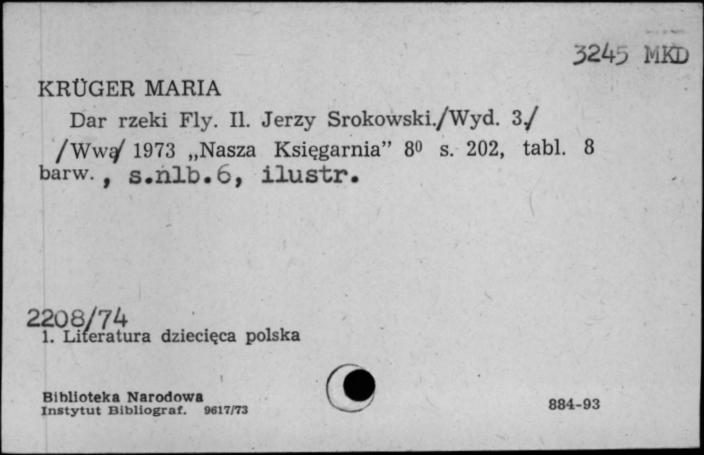 3245 MKD
KRÜGER MARIA
Dar rzeki Fly. Il. Jerzy Srokowski./Wyd. 3./
/Wwa/ 1973 „Nasza Księgarnia” 8⁰ s. 202, tabl. 8
barw., s.nlb.6, ilustr.
2208/74
1. Literatura dziecięca polska
Biblioteka Narodowa
Instytut Bibliograf. 9617/73
884-93